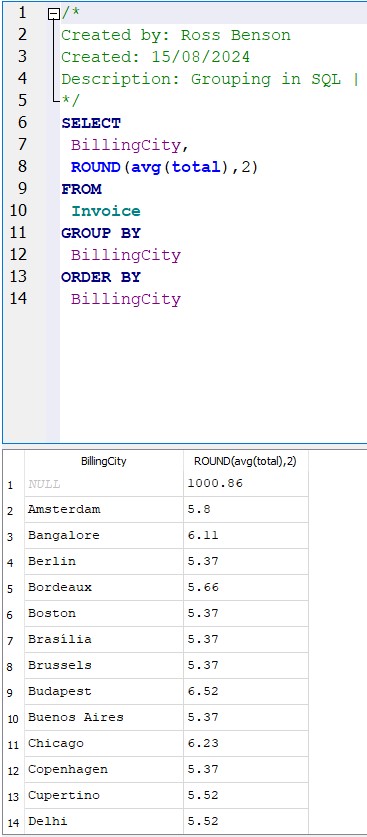 1 /*
2 Created by: Ross Benson
3 Created: 15/08/2024
4 Description: Grouping in SQL |
5 */
6 SELECT
7 BillingCity,
8 ROUND(avg(total),2)
9 FROM
10 Invoice
11 GROUP BY
12 BillingCity
13 ORDER BY
14 BillingCity
BillingCity ROUND(avg(total),2)
1 NULL 1000.86
2 Amsterdam 5.8
3 Bangalore 6.11
4 Berlin 5.37
5 Bordeaux 5.66
6 Boston 5.37
7 Brasília 5.37
8 Brussels 5.37
9 Budapest 6.52
10 Buenos Aires 5.37
11 Chicago 6.23
12 Copenhagen 5.37
13 Cupertino 5.52
14 Delhi 5.52